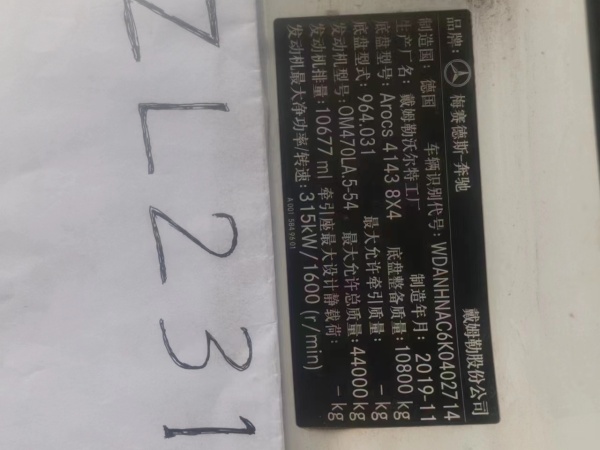 戴姆勒股份公司
品牌: 梅赛德斯-奔驰
制造国: 德国 车辆识别代号: WDANHNAC6K0402714
生产厂名: 戴姆勒沃尔特工厂 制造年月: 2019-11
底盘型号: Arocs 4143 8X4 底盘整备质量: 10800 kg
底盘型式: 964.031 最大允许牵引质量: - kg
发动机型号: OM470LA.5-54 最大允许总质量: 44000 kg
发动机排量: 10677 ml 牵引座最大设计静载荷: - kg
发动机最大净功率/转速: 315kW/1600 (r/min)
ZL231